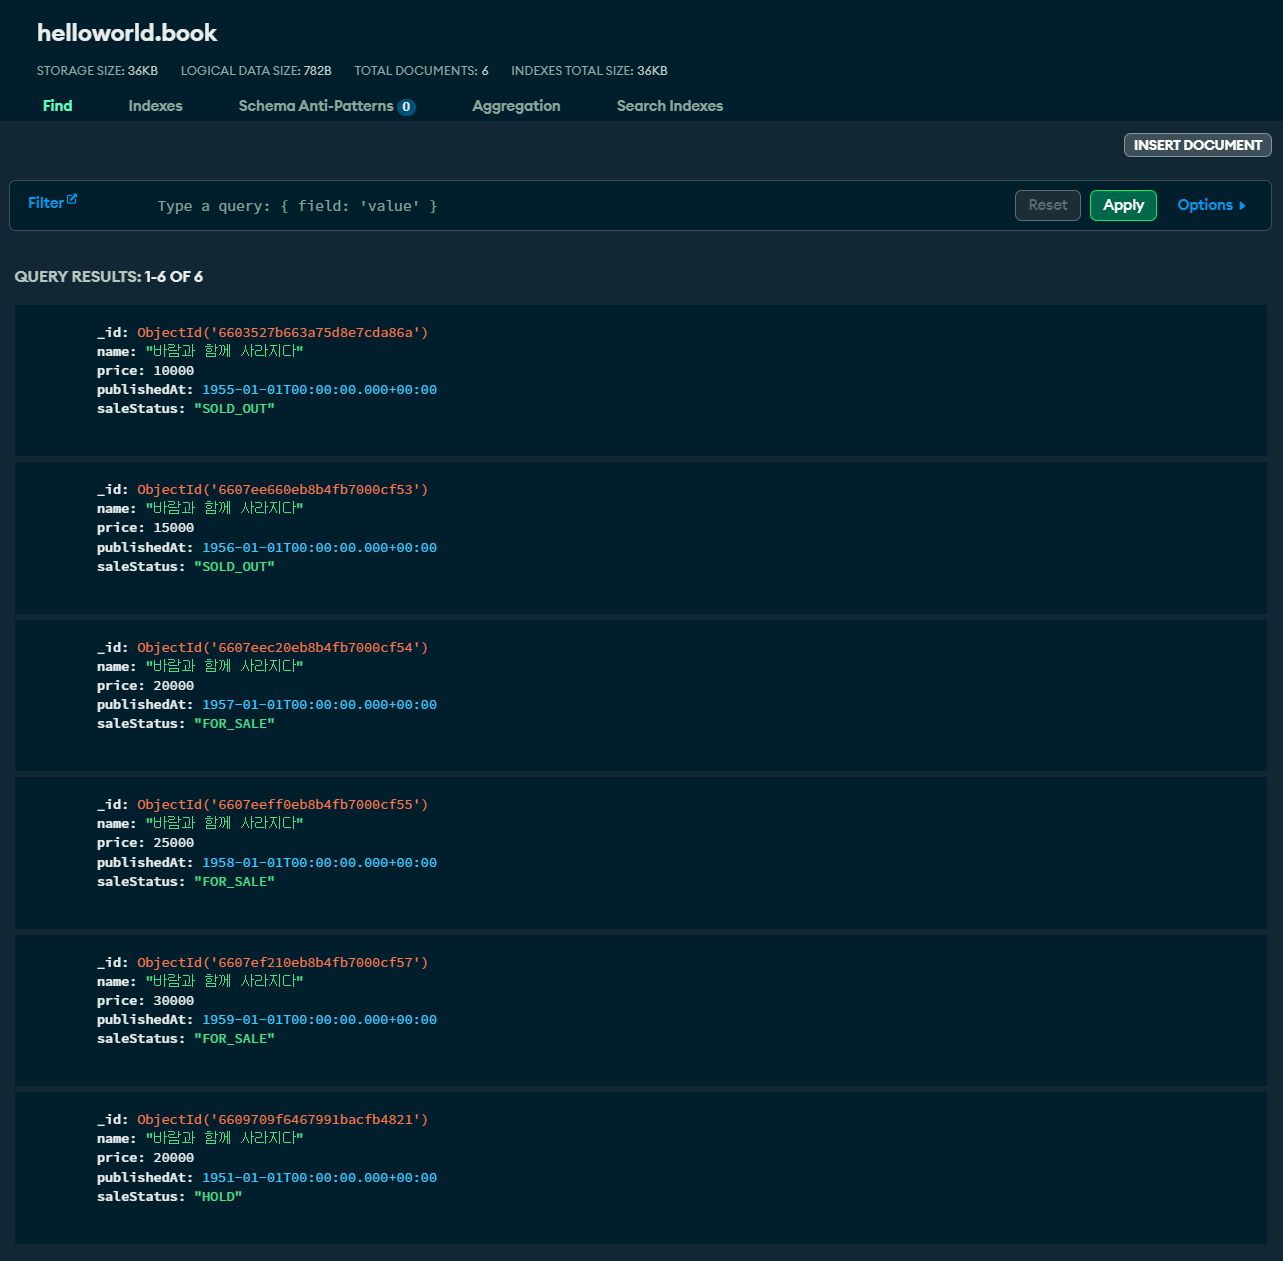 helloworld.book
STORAGE SIZE: 36KB LOGICAL DATA SIZE: 782B TOTAL DOCUMENTS: 6 INDEXES TOTAL SIZE: 36KB
Find Indexes Schema Anti-Patterns 0 Aggregation Search Indexes
INSERT DOCUMENT
Filter Type a query: { field: 'value' } Reset Apply Options
QUERY RESULTS: 1-6 OF 6
_id: ObjectId('6603527b663a75d8e7cda86a')
name: "바람과 함께 사라지다"
price: 10000
publishedAt: 1955-01-01T00:00:00.000+00:00
saleStatus: "SOLD_OUT"
_id: ObjectId('6607ee660eb8b4fb7000cf53')
name: "바람과 함께 사라지다"
price: 15000
publishedAt: 1956-01-01T00:00:00.000+00:00
saleStatus: "SOLD_OUT"
_id: ObjectId('6607eec20eb8b4fb7000cf54')
name: "바람과 함께 사라지다"
price: 20000
publishedAt: 1957-01-01T00:00:00.000+00:00
saleStatus: "FOR_SALE"
_id: ObjectId('6607eeff0eb8b4fb7000cf55')
name: "바람과 함께 사라지다"
price: 25000
publishedAt: 1958-01-01T00:00:00.000+00:00
saleStatus: "FOR_SALE"
_id: ObjectId('6607ef210eb8b4fb7000cf57')
name: "바람과 함께 사라지다"
price: 30000
publishedAt: 1959-01-01T00:00:00.000+00:00
saleStatus: "FOR_SALE"
_id: ObjectId('6609709f6467991bacfb4821')
name: "바람과 함께 사라지다"
price: 20000
publishedAt: 1951-01-01T00:00:00.000+00:00
saleStatus: "HOLD"